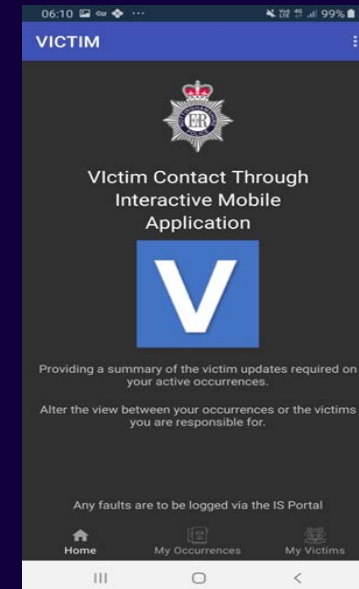 06:10 ··· 99%
VICTIM
VIctim Contact Through
Interactive Mobile
Application
V
Providing a summary of the victim updates required on
your active occurrences.
Alter the view between your occurrences or the victims
you are responsible for.
Any faults are to be logged via the IS Portal
Home My Occurrences My Victims